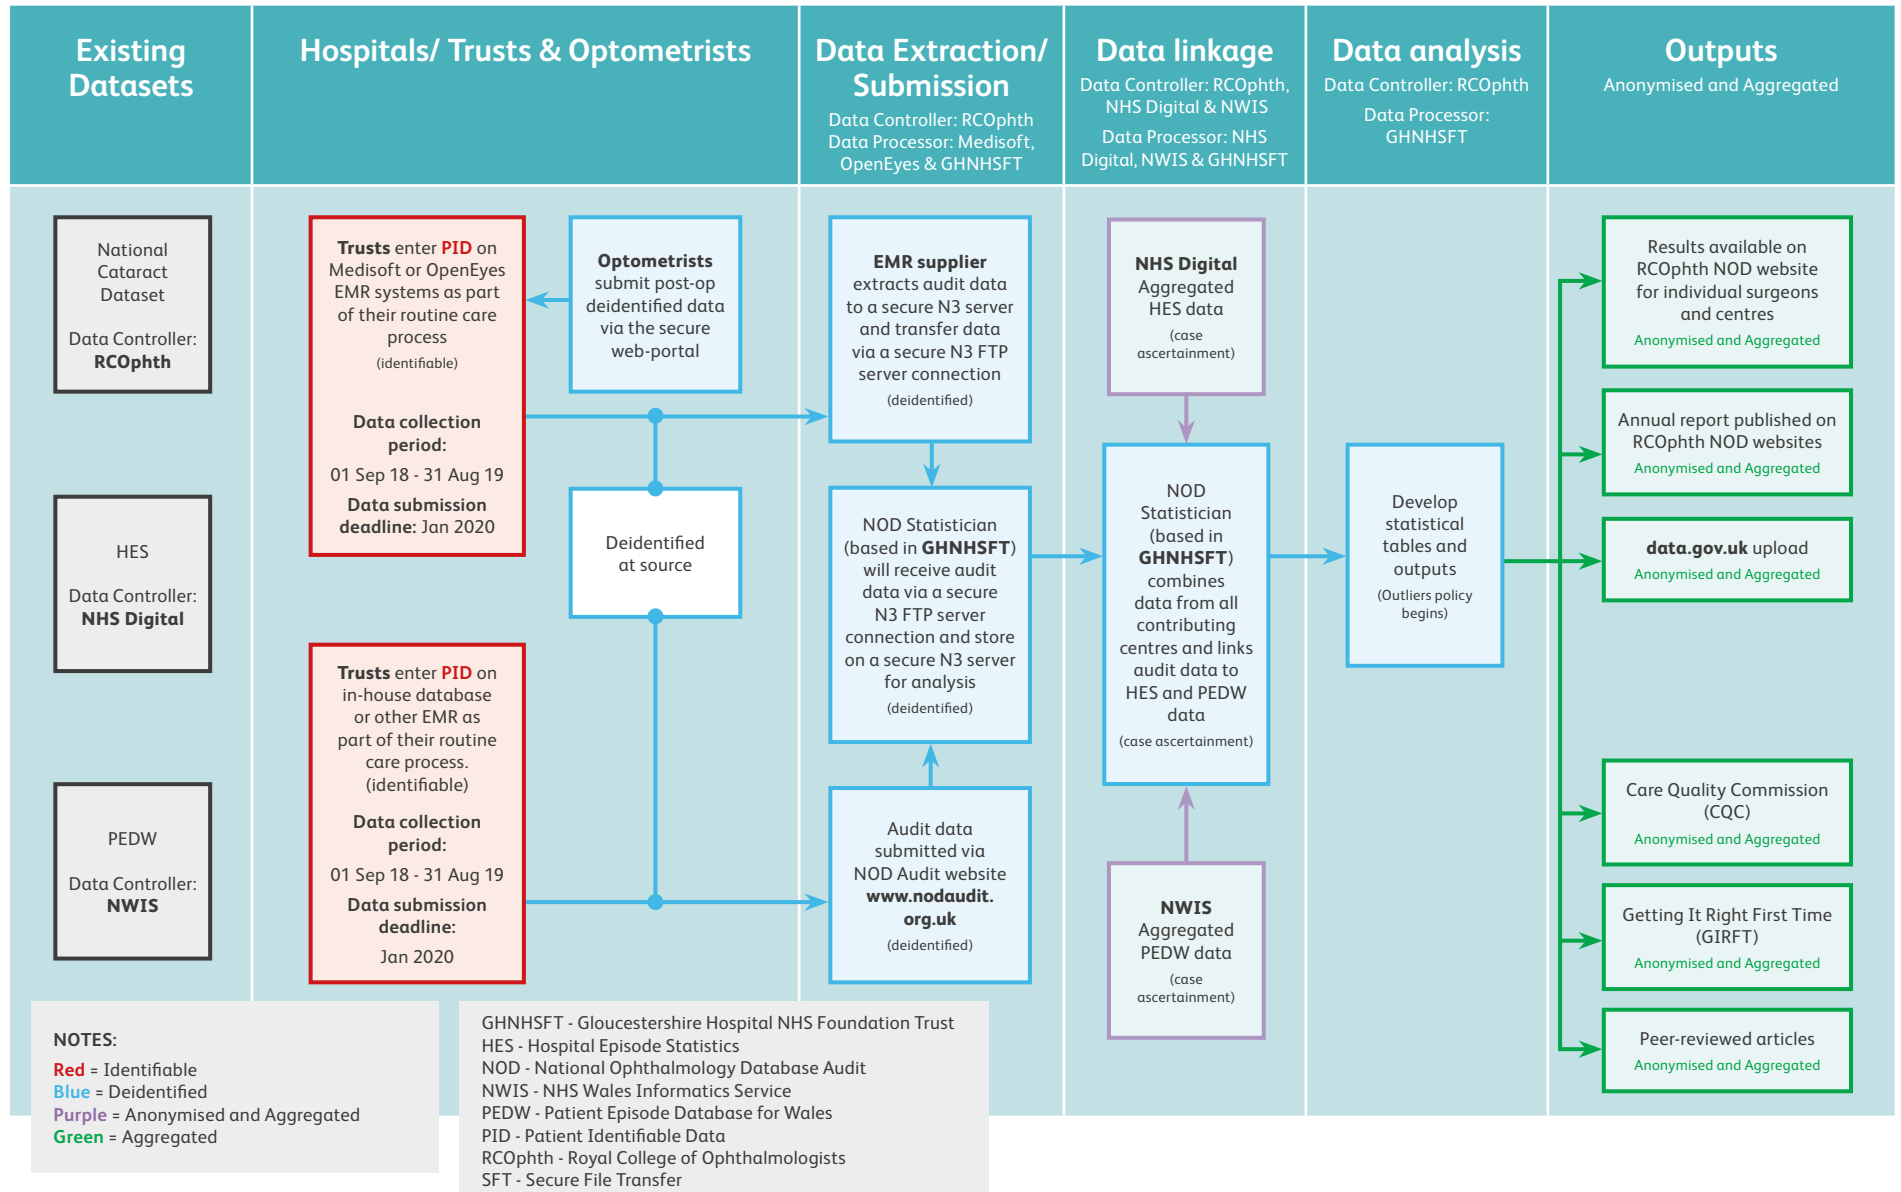 Existing
Datasets
Hospitals/ Trusts & Optometrists
Data Extraction/
Submission
Data Controller: RCOphth
Data Processor: Medisoft,
OpenEyes & GHNHSFT
Data linkage
Data Controller: RCOphth,
NHS Digital & NWIS
Data Processor: NHS
Digital, NWIS & GHNHSFT
Data analysis
Data Controller: RCOphth
Data Processor:
GHNHSFT
Outputs
Anonymised and Aggregated
National
Cataract
Dataset
Data Controller:
RCOphth
HES
Data Controller:
NHS Digital
PEDW
Data Controller:
NWIS
Trusts enter PID on
Medisoft or OpenEyes
EMR systems as part
of their routine care
process
(identifiable)
Data collection
period:
01 Sep 18 - 31 Aug 19
Data submission
deadline: Jan 2020
Trusts enter PID on
in-house database
or other EMR as
part of their routine
care process.
(identifiable)
Data collection
period:
01 Sep 18 - 31 Aug 19
Data submission
deadline:
Jan 2020
Optometrists
submit post-op
deidentified data
via the secure
web-portal
Deidentified
at source
EMR supplier
extracts audit data
to a secure N3 server
and transfer data
via a secure N3 FTP
server connection
(deidentified)
NOD Statistician
(based in GHNHSFT)
will receive audit
data via a secure
N3 FTP server
connection and store
on a secure N3 server
for analysis
(deidentified)
Audit data
submitted via
NOD Audit website
www.nodaudit.
org.uk
(deidentified)
NHS Digital
Aggregated
HES data
(case
ascertainment)
NOD
Statistician
(based in
GHNHSFT)
combines
data from all
contributing
centres and links
audit data to
HES and PEDW
data
(case ascertainment)
NWIS
Aggregated
PEDW data
(case
ascertainment)
Develop
statistical
tables and
outputs
(Outliers policy
begins)
Results available on
RCOphth NOD website
for individual surgeons
and centres
Anonymised and Aggregated
Annual report published on
RCOphth NOD websites
Anonymised and Aggregated
data.gov.uk upload
Anonymised and Aggregated
Care Quality Commission
(CQC)
Anonymised and Aggregated
Getting It Right First Time
(GIRFT)
Anonymised and Aggregated
Peer-reviewed articles
Anonymised and Aggregated
NOTES:
Red = Identifiable
Blue = Deidentified
Purple = Anonymised and Aggregated
Green = Aggregated
GHNHSFT - Gloucestershire Hospital NHS Foundation Trust
HES - Hospital Episode Statistics
NOD - National Ophthalmology Database Audit
NWIS - NHS Wales Informatics Service
PEDW - Patient Episode Database for Wales
PID - Patient Identifiable Data
RCOphth - Royal College of Ophthalmologists
SFT - Secure File Transfer